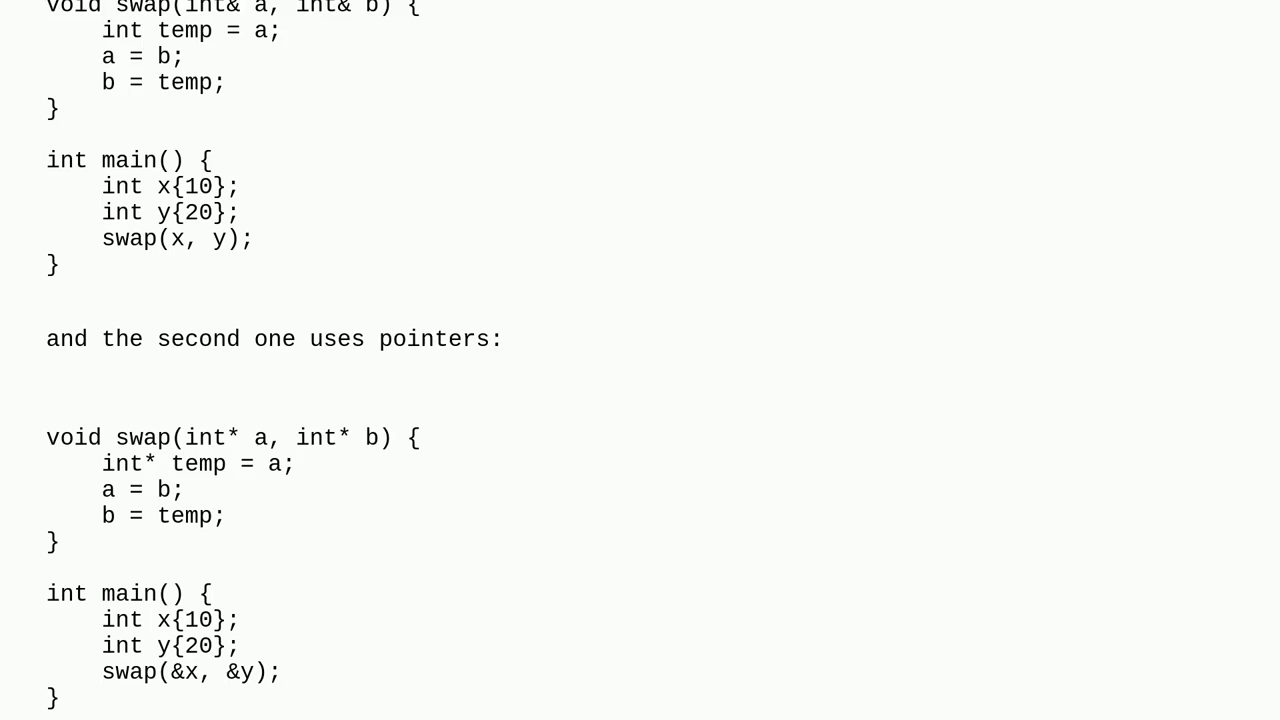 void swap(int& a, int& b) {
    int temp = a;
    a = b;
    b = temp;
}
int main() {
    int x{10};
    int y{20};
    swap(x, y);
}
and the second one uses pointers:
void swap(int* a, int* b) {
    int* temp = a;
    a = b;
    b = temp;
}
int main() {
    int x{10};
    int y{20};
    swap(&x, &y);
}